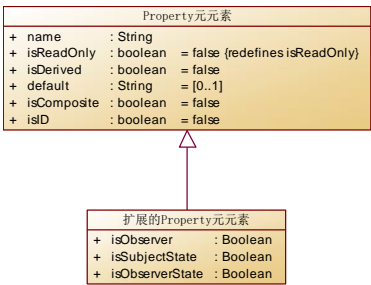 Property元元素
+ name : String
+ isReadOnly : boolean = false {redefines isReadOnly}
+ isDerived : boolean = false
+ default : String = [0..1]
+ isComposite : boolean = false
+ isID : boolean = false
扩展的Property元元素
+ isObserver : Boolean
+ isSubjectState : Boolean
+ isObserverState : Boolean